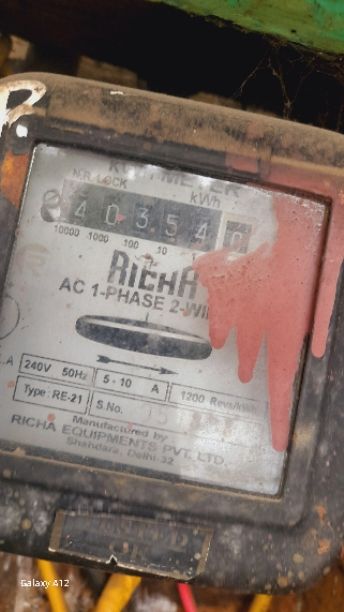 KWH METER
N.R. LOCK kWh
4 0 3 5 4
10000 1000 100 10
RICHA
AC 1-PHASE 2-WI
240V 50Hz 5 - 10 A 1200 Revs/kWh
Type: RE-21 S.No.
Manufactured by
RICHA EQUIPMENTS PVT. LTD.
Shahdara, Delhi-32
Galaxy A12